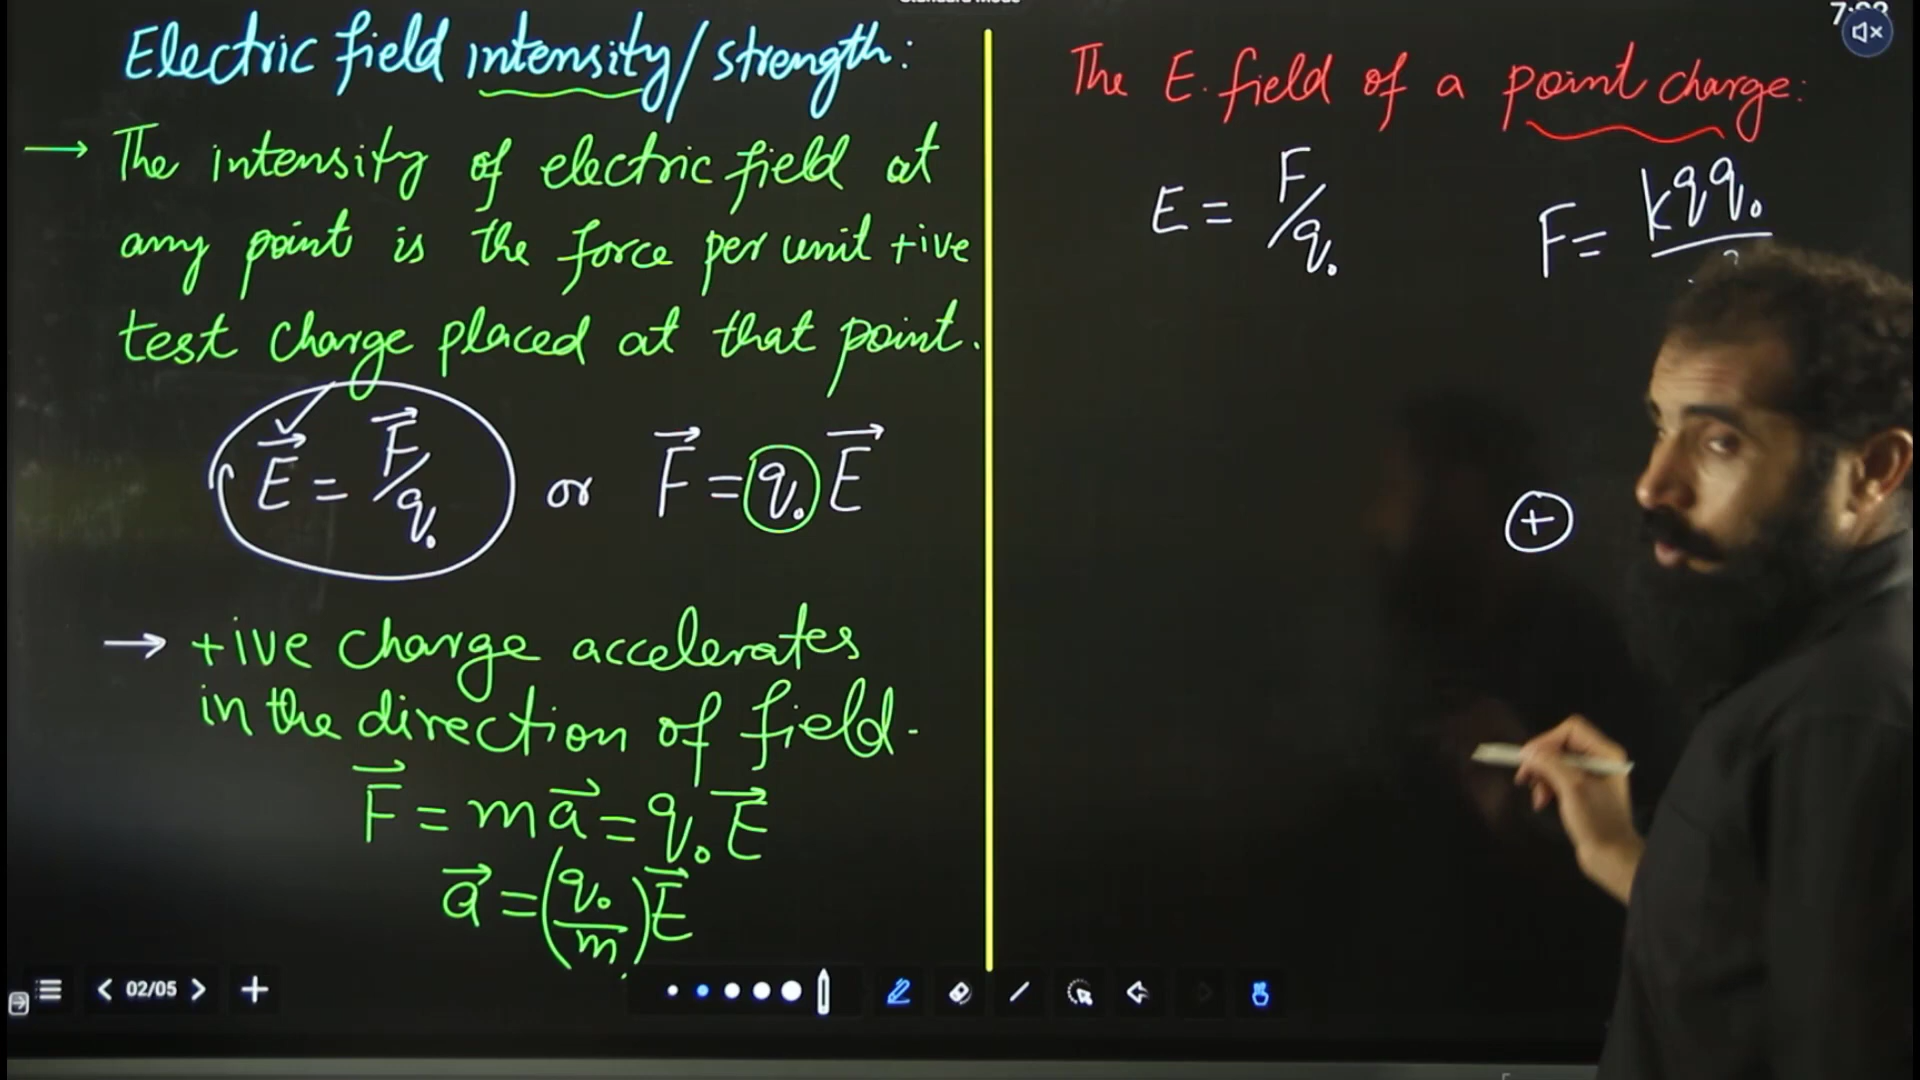 Electric field intensity/strength:
→ The intensity of electric field at
any point is the force per unit +ive
test charge placed at that point.
E⃗ = F⃗/q₀ or F⃗ = q₀ E⃗
→ +ive charge accelerates
in the direction of field.
F⃗ = ma⃗ = q₀ E⃗
a⃗ = (q₀/m) E⃗
02/05
The E. field of a point charge:
E = F/q₀
F = kqq₀
+